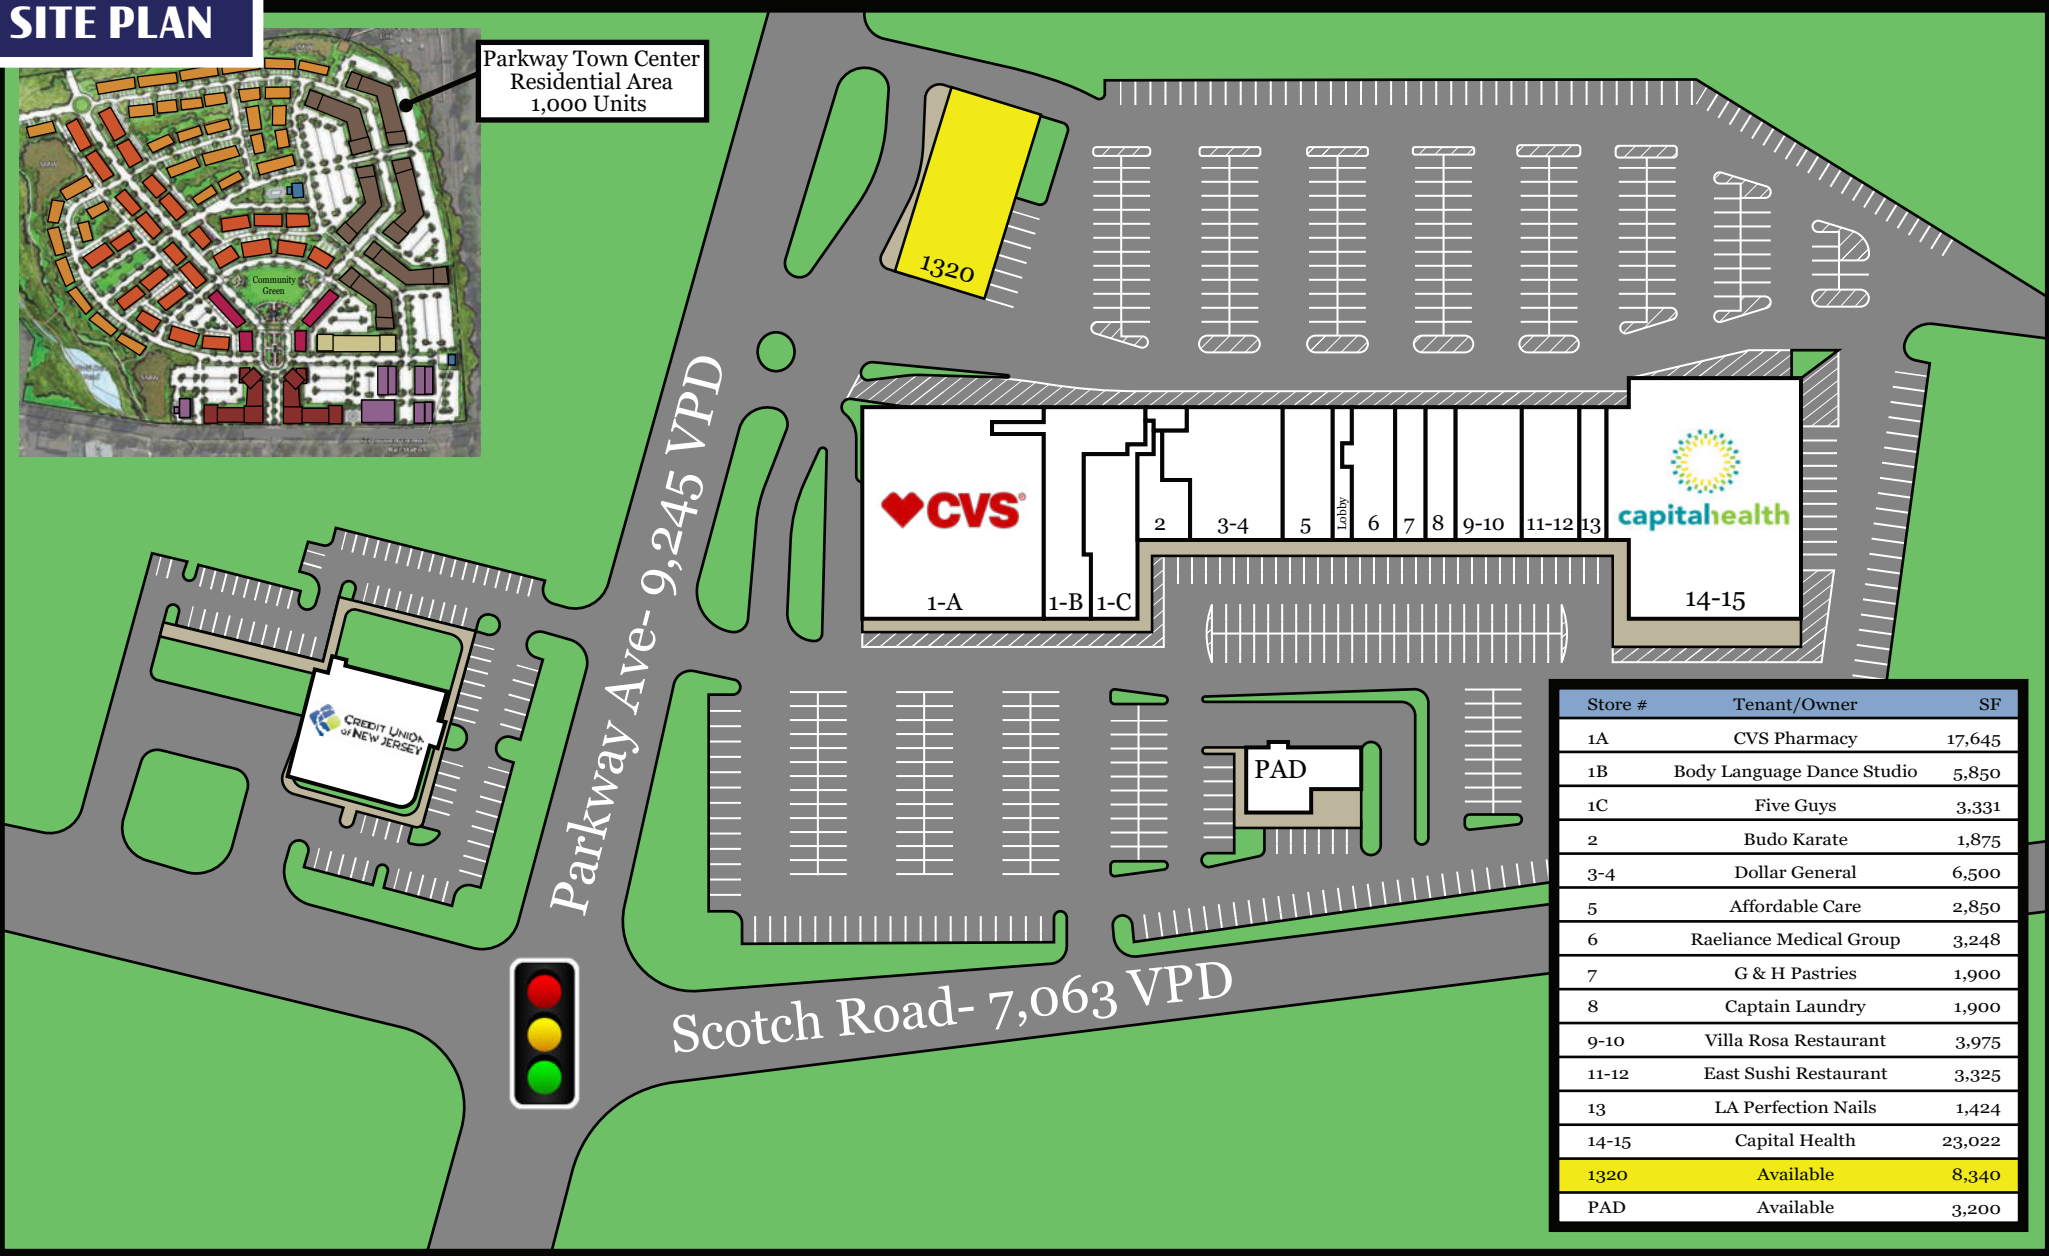 SITE PLAN
Parkway Town Center
Residential Area
1,000 Units
Community
Green
1320
Parkway Ave- 9,245 VPD
CVS
1-A
1-B
1-C
2
3-4
5
Lobby
6
7
8
9-10
11-12
13
capitalhealth
14-15
CREDIT UNION
OF NEW JERSEY
PAD
Scotch Road- 7,063 VPD
Store # Tenant/Owner SF
1A CVS Pharmacy 17,645
1B Body Language Dance Studio 5,850
1C Five Guys 3,331
2 Budo Karate 1,875
3-4 Dollar General 6,500
5 Affordable Care 2,850
6 Raeliance Medical Group 3,248
7 G & H Pastries 1,900
8 Captain Laundry 1,900
9-10 Villa Rosa Restaurant 3,975
11-12 East Sushi Restaurant 3,325
13 LA Perfection Nails 1,424
14-15 Capital Health 23,022
1320 Available 8,340
PAD Available 3,200